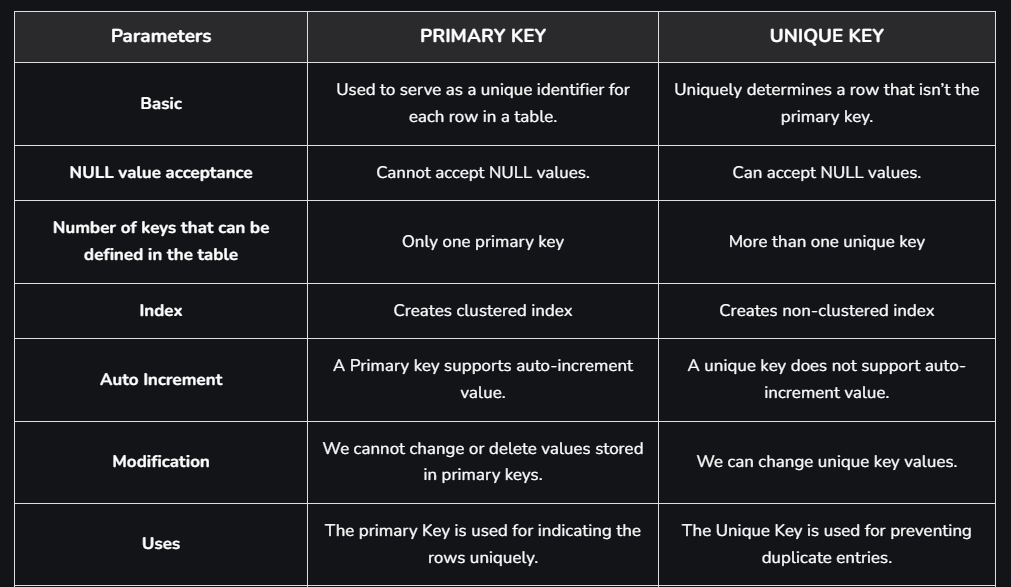 Parameters
PRIMARY KEY
UNIQUE KEY
Basic
Used to serve as a unique identifier for
each row in a table.
Uniquely determines a row that isn’t the
primary key.
NULL value acceptance
Cannot accept NULL values.
Can accept NULL values.
Number of keys that can be
defined in the table
Only one primary key
More than one unique key
Index
Creates clustered index
Creates non-clustered index
Auto Increment
A Primary key supports auto-increment
value.
A unique key does not support auto-
increment value.
Modification
We cannot change or delete values stored
in primary keys.
We can change unique key values.
Uses
The primary Key is used for indicating the
rows uniquely.
The Unique Key is used for preventing
duplicate entries.